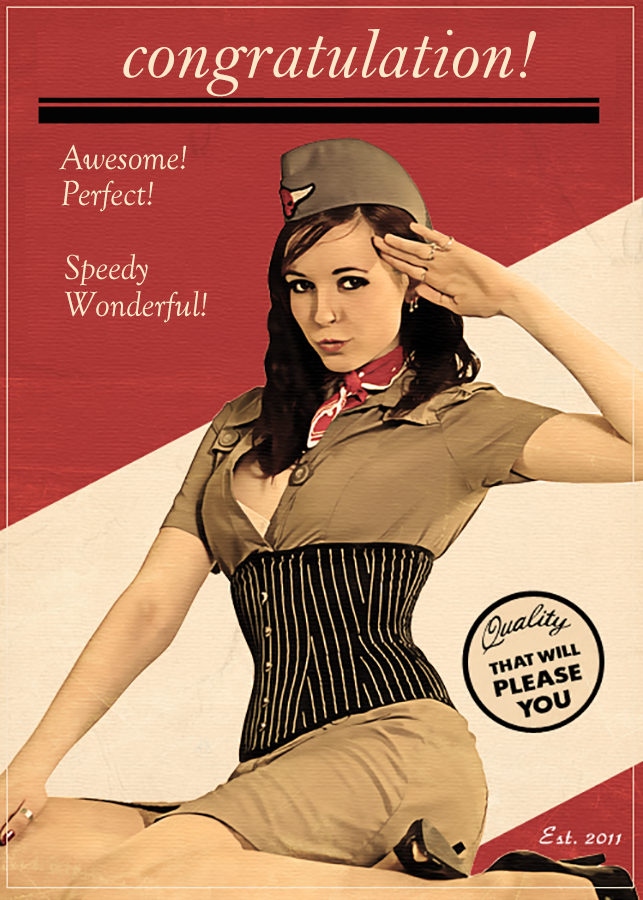 congratulation!
Awesome!
Perfect!
Speedy
Wonderful!
Quality
THAT WILL
PLEASE
YOU
Est. 2011